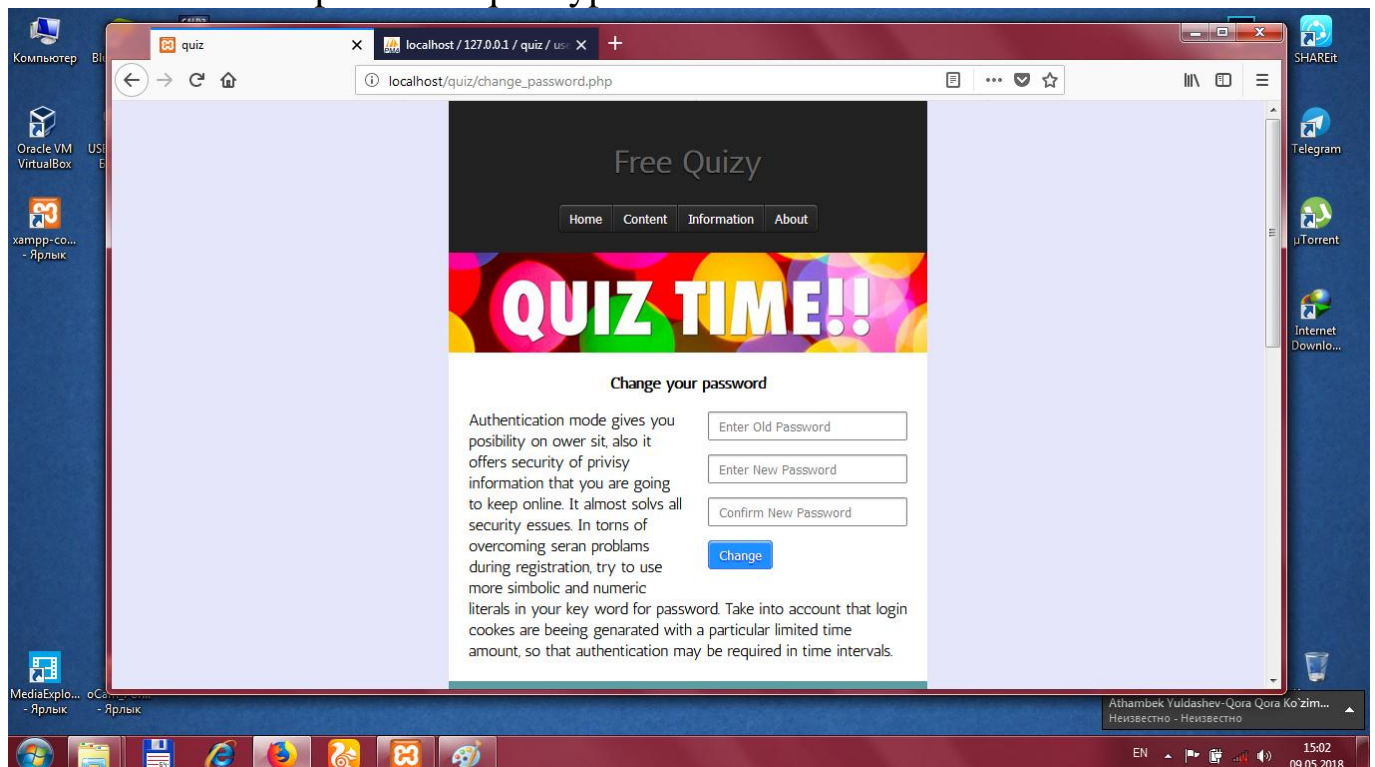 quiz
localhost / 127.0.0.1 / quiz / us
localhost/quiz/change_password.php
Компьютер
SHAREit
Oracle VM
VirtualBox
Telegram
xampp-co...
- Ярлык
µTorrent
Internet
Downlo...
Free Quizy
Home Content Information About
QUIZ TIME!!
Change your password
Authentication mode gives you
posibility on ower sit, also it
offers security of privisy
information that you are going
to keep online. It almost solvs all
security essues. In torns of
overcoming seran problams
during registration, try to use
more simbolic and numeric
literals in your key word for password. Take into account that login
cookes are beeing genarated with a particular limited time
amount, so that authentication may be required in time intervals.
Enter Old Password
Enter New Password
Confirm New Password
Change
MediaExplo...
- Ярлык
- Ярлык
Athambek Yuldashev-Qora Qora Ko`zim...
Неизвестно - Неизвестно
EN
15:02
09.05.2018